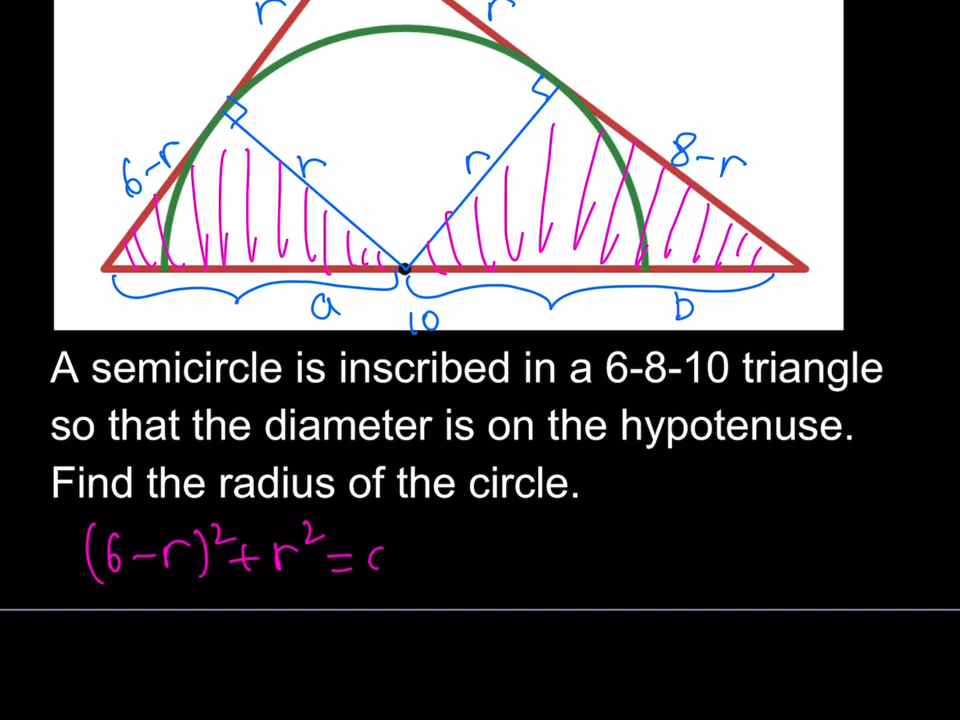 r r
6-r r r 8-r
a 10 b
A semicircle is inscribed in a 6-8-10 triangle
so that the diameter is on the hypotenuse.
Find the radius of the circle.
(6-r)²+r²=c